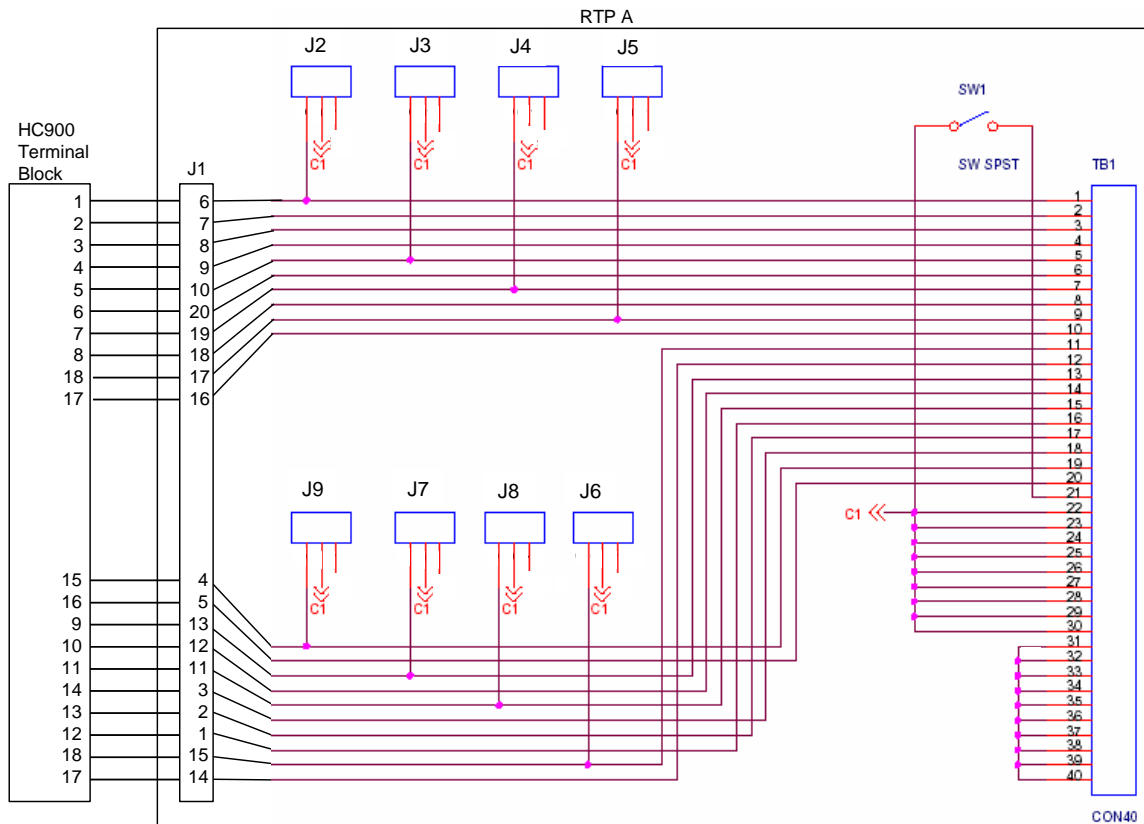 RTP A
J2 J3 J4 J5
SW1
HC900
Terminal
Block
J1
C1 C1 C1 C1
SW SPST
TB1
1 6 1
2 7 2
3 8 3
4 9 4
5 10 5
6 20 6
7 19 7
8 18 8
18 17 9
17 16 10
11
12
13
14
15
16
17
18
19
20
21
J9 J7 J8 J6
C1 22
23
24
25
26
27
28
29
30
C1 C1 C1 C1
15 4
16 5
9 13
10 12
11 11
14 3
13 2
12 1
18 15
17 14
31
32
33
34
35
36
37
38
39
40
CON40